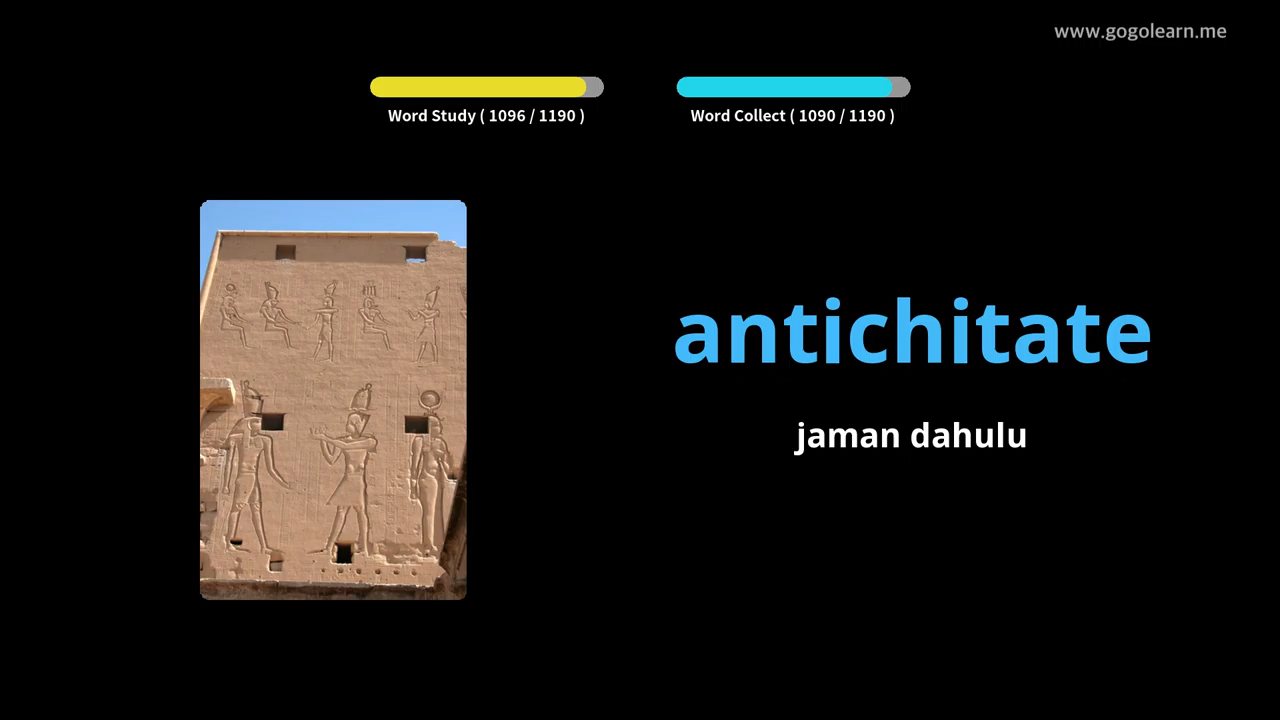 www.gogolearn.me
Word Study ( 1096 / 1190 )
Word Collect ( 1090 / 1190 )
antichitate
jaman dahulu